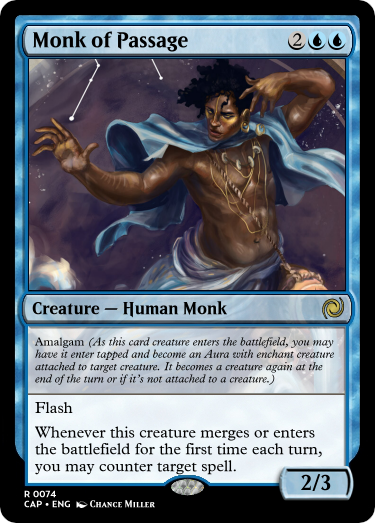 Monk of Passage 2
Creature — Human Monk
Amalgam (As this card creature enters the battlefield, you may
have it enter tapped and become an Aura with enchant creature
attached to target creature. It becomes a creature again at the
end of the turn or if it's not attached to a creature.)
Flash
Whenever this creature merges or enters
the battlefield for the first time each turn,
you may counter target spell.
2/3
R 0074
CAP • ENG Chance Miller